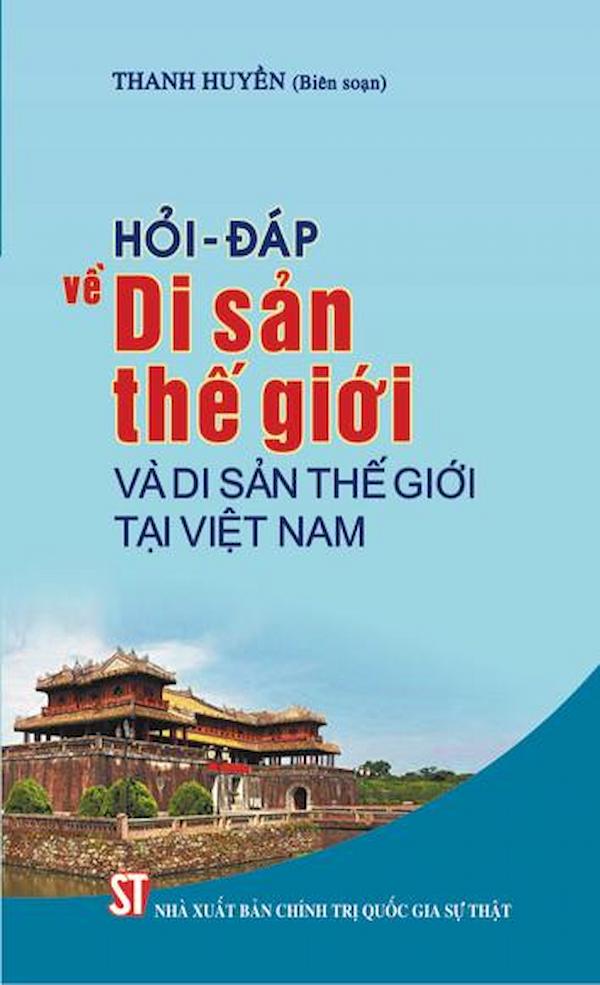 THANH HUYỀN (Biên soạn)
HỎI - ĐÁP
về Di sản
thế giới
VÀ DI SẢN THẾ GIỚI
TẠI VIỆT NAM
ST NHÀ XUẤT BẢN CHÍNH TRỊ QUỐC GIA SỰ THẬT